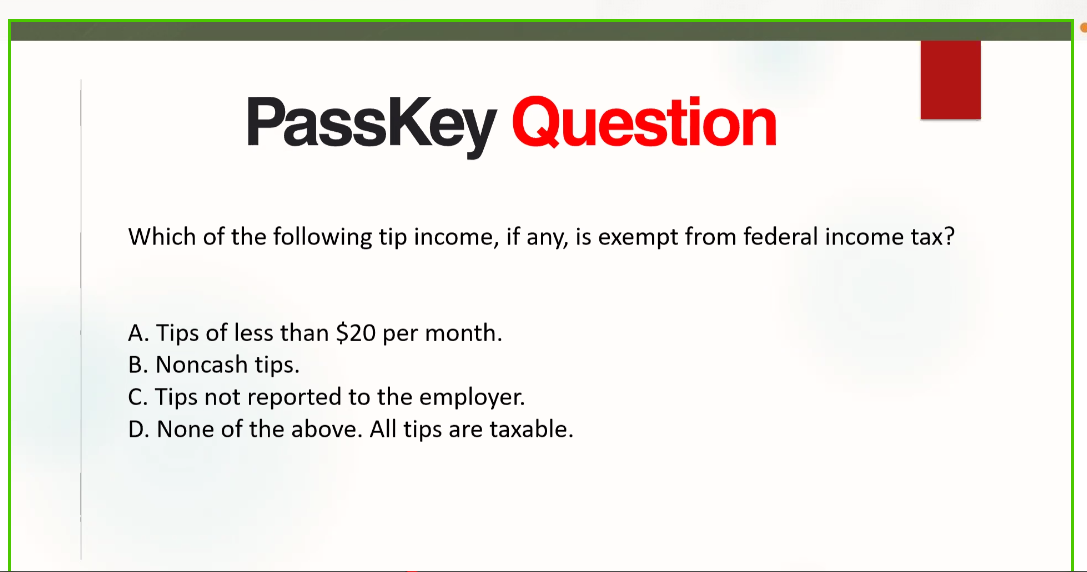 PassKey Question
Which of the following tip income, if any, is exempt from federal income tax?
A. Tips of less than $20 per month.
B. Noncash tips.
C. Tips not reported to the employer.
D. None of the above. All tips are taxable.